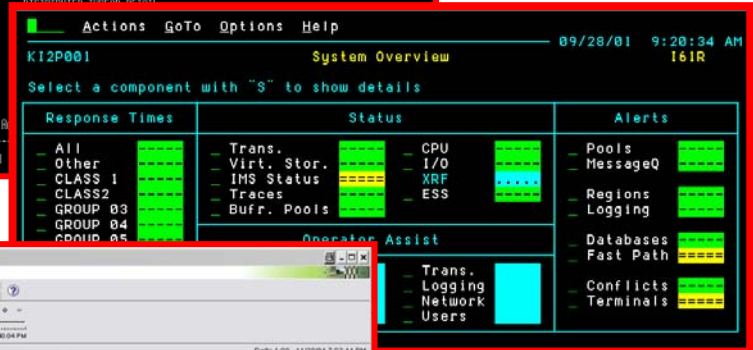 Actions GoTo Options Help
09/28/01 9:20:34 AM
KI2P001 System Overview I61R
Select a component with "S" to show details
Response Times Status Alerts
_ All ----- _ Trans. ----- _ CPU ----- _ Pools -----
_ Other ----- _ Virt. Stor. ----- _ I/O ----- _ MessageQ -----
_ CLASS 1 ----- _ IMS Status ===== XRF .....
_ CLASS2 ----- _ Traces ----- _ ESS ----- _ Regions -----
_ GROUP 03 ----- _ Bufr. Pools ----- _ Logging -----
_ GROUP 04 -----
_ GROUP 05 ----- Operator Assist _ Databases -----
_ Fast Path =====
_ Trans.
_ Logging _ Conflicts -----
_ Network _ Terminals =====
_ Users